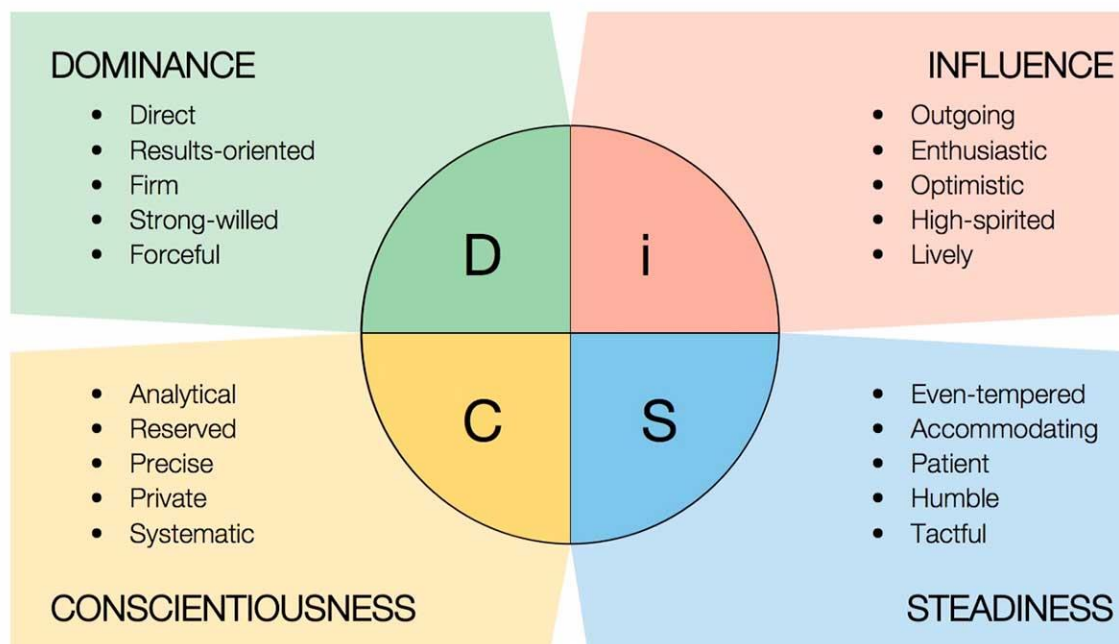 DOMINANCE
• Direct
• Results-oriented
• Firm
• Strong-willed
• Forceful
INFLUENCE
• Outgoing
• Enthusiastic
• Optimistic
• High-spirited
• Lively
D
i
C
S
• Analytical
• Reserved
• Precise
• Private
• Systematic
CONSCIENTIOUSNESS
• Even-tempered
• Accommodating
• Patient
• Humble
• Tactful
STEADINESS